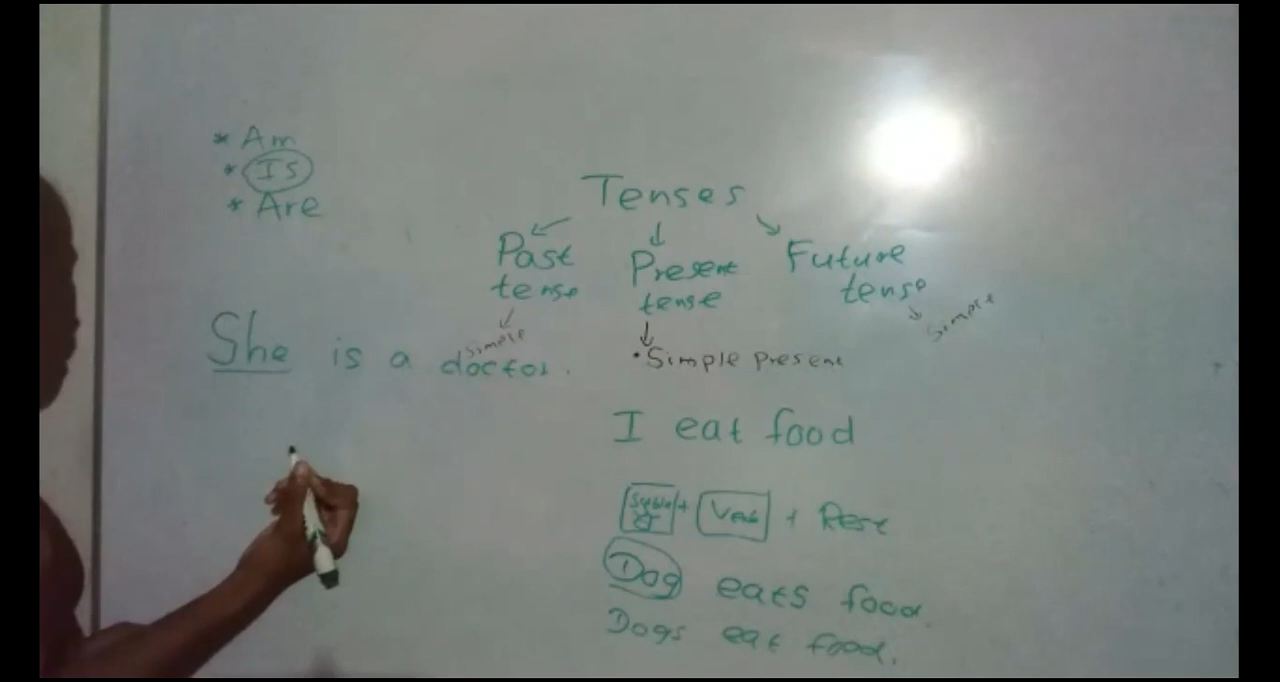 * Am
* Is
* Are
Tenses
Past tense
Present tense
Future tense
simple
• Simple present
simple
She is a doctor.
I eat food
+ Verb + Rest
Dog eats food.
Dogs eat food.